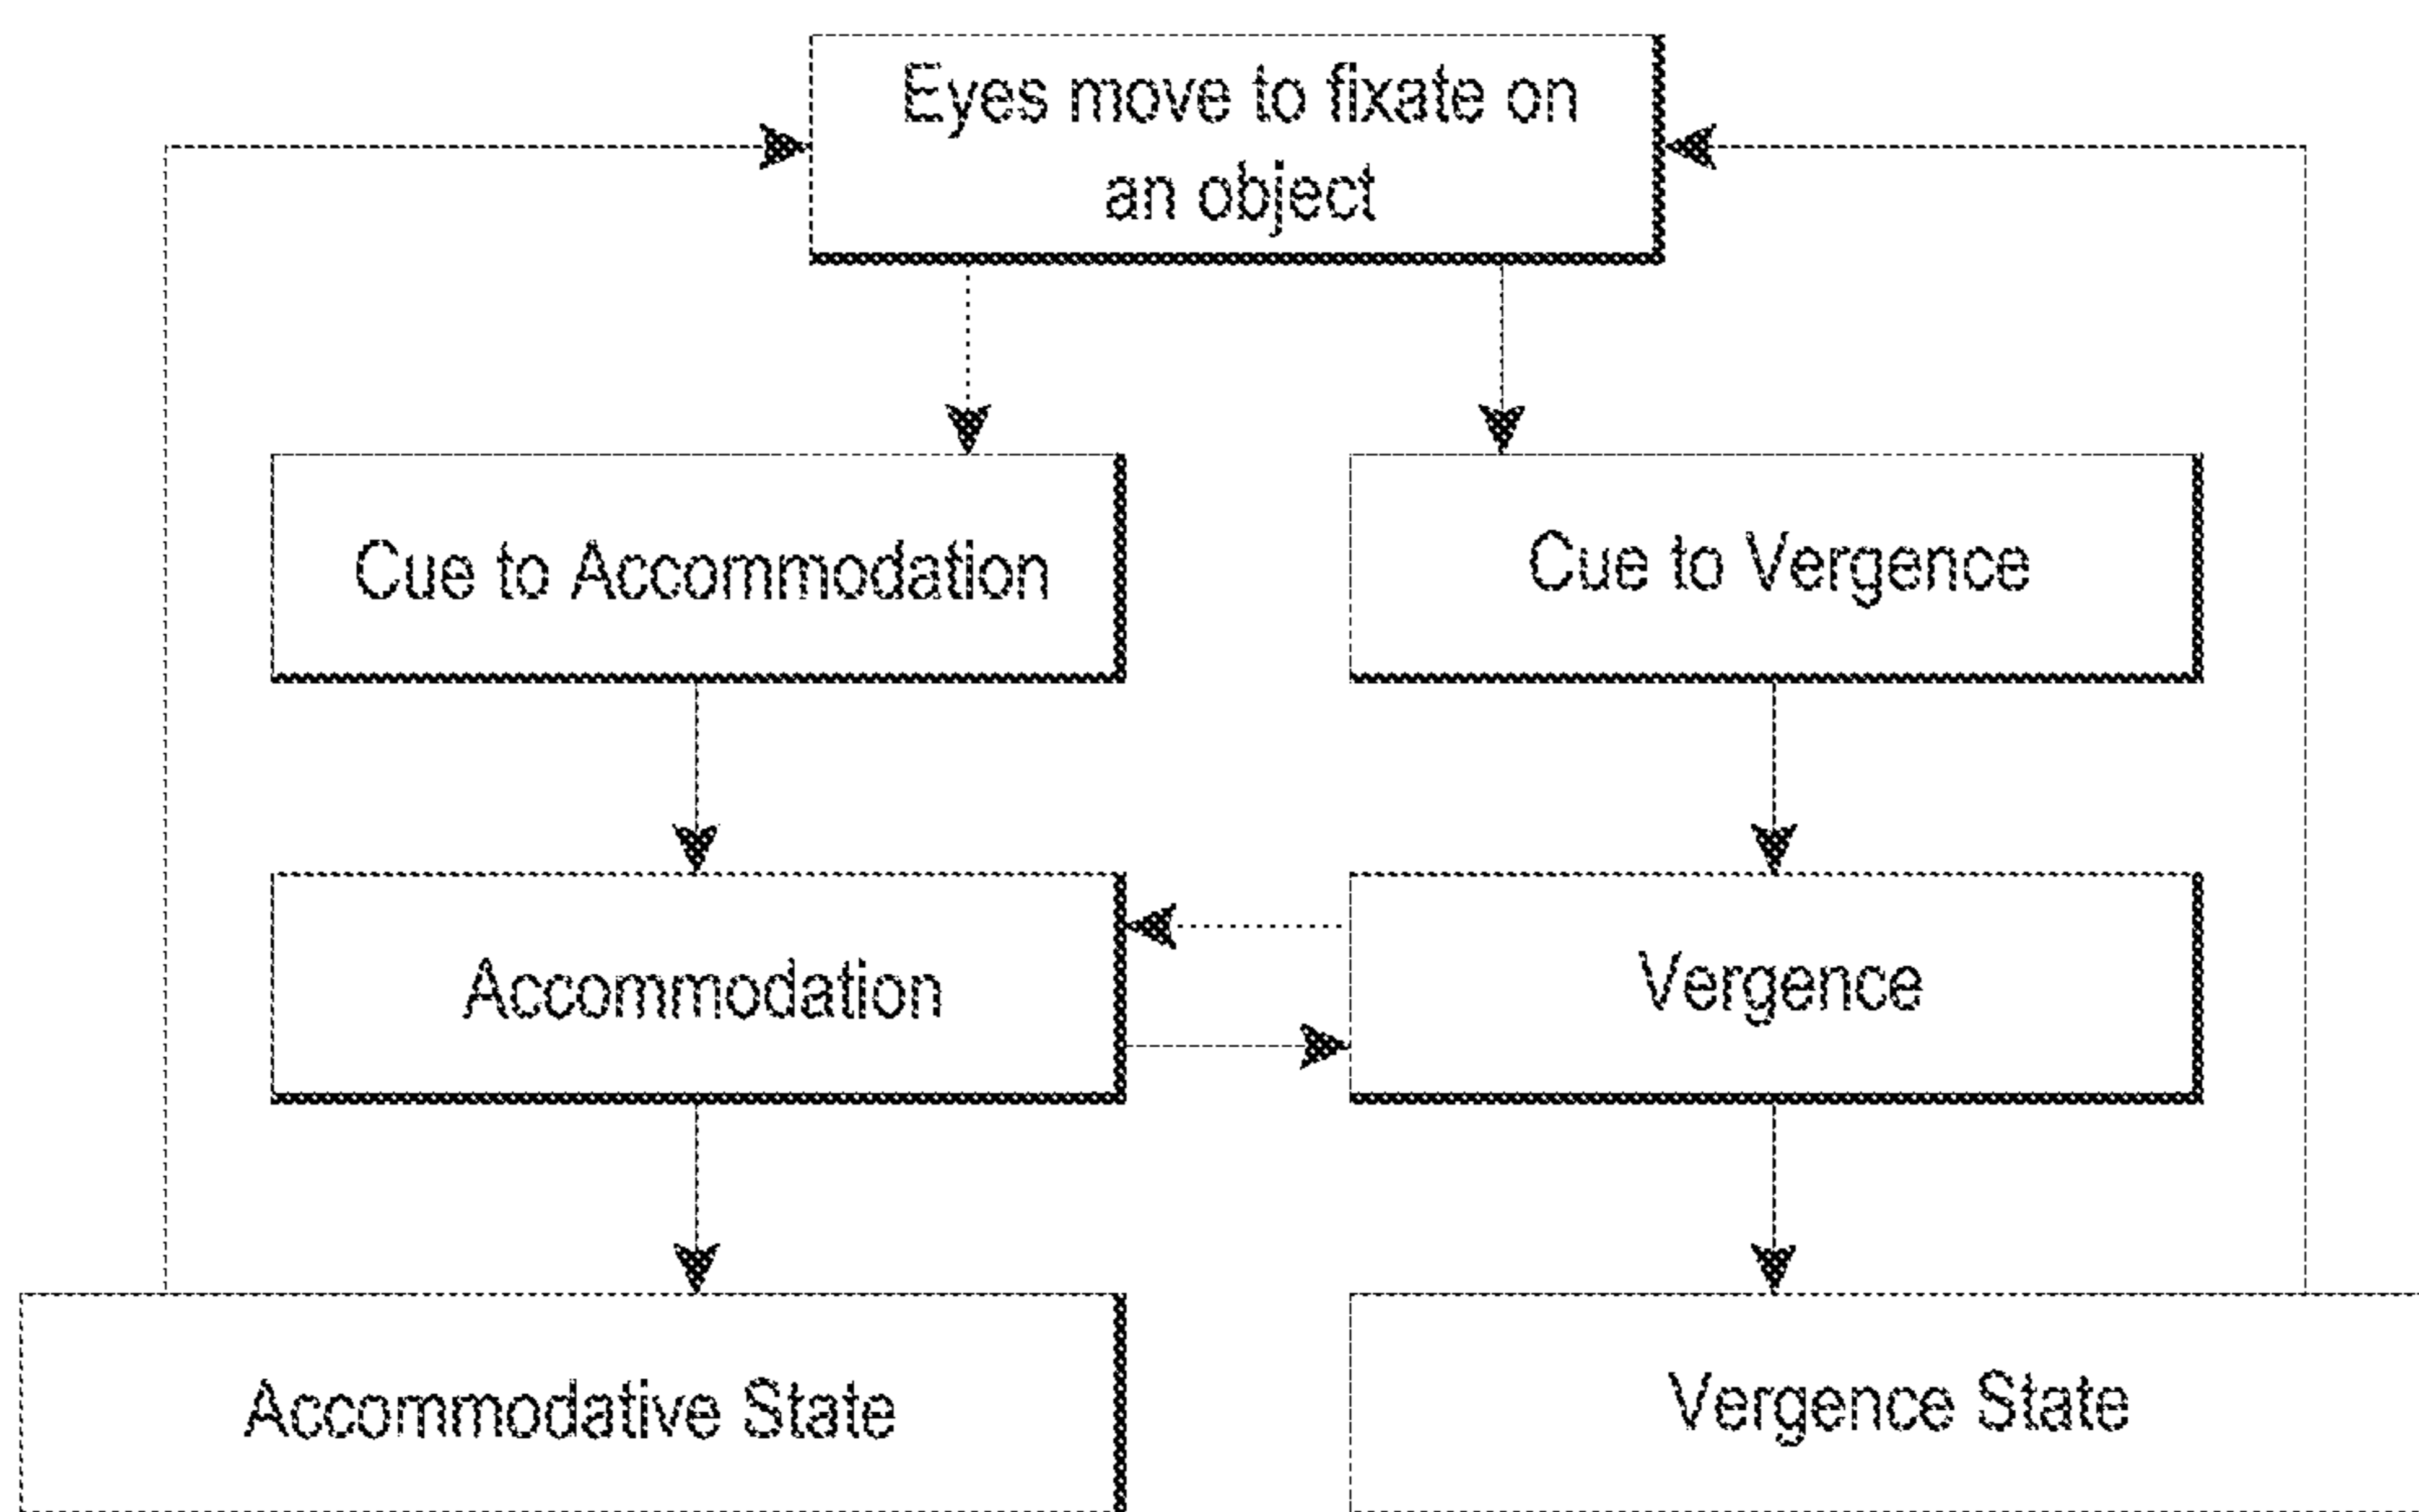 Eyes move to fixate on
an object
Cue to Accommodation
Cue to Vergence
Accommodation
Vergence
Accommodative State
Vergence State